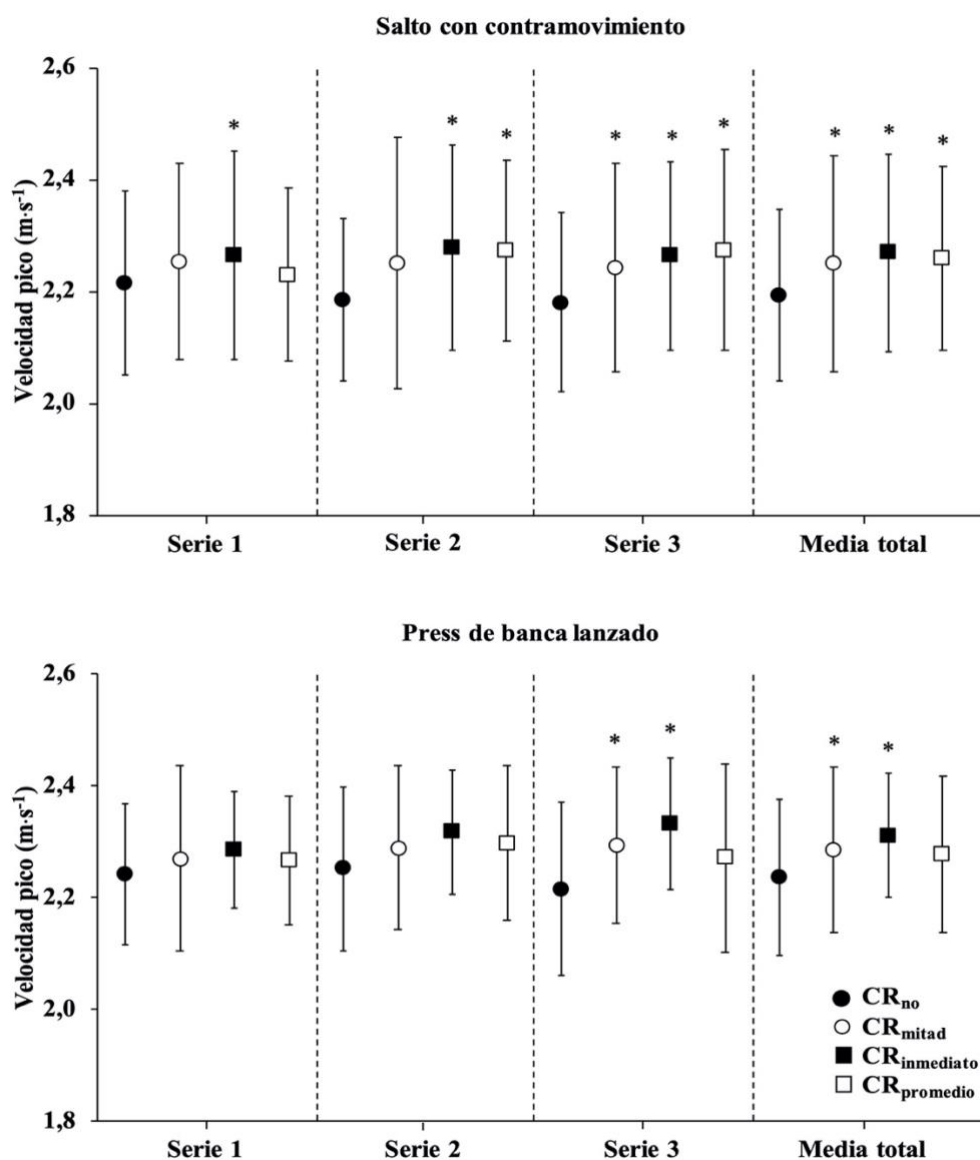 Salto con contramovimiento
Velocidad pico (m·s⁻¹)
2,6
2,4
2,2
2,0
1,8
* * * * * * * * *
Serie 1 Serie 2 Serie 3 Media total
Press de banca lanzado
Velocidad pico (m·s⁻¹)
2,6
2,4
2,2
2,0
1,8
* * * *
CRno
CRmitad
CRinmediato
CRpromedio
Serie 1 Serie 2 Serie 3 Media total